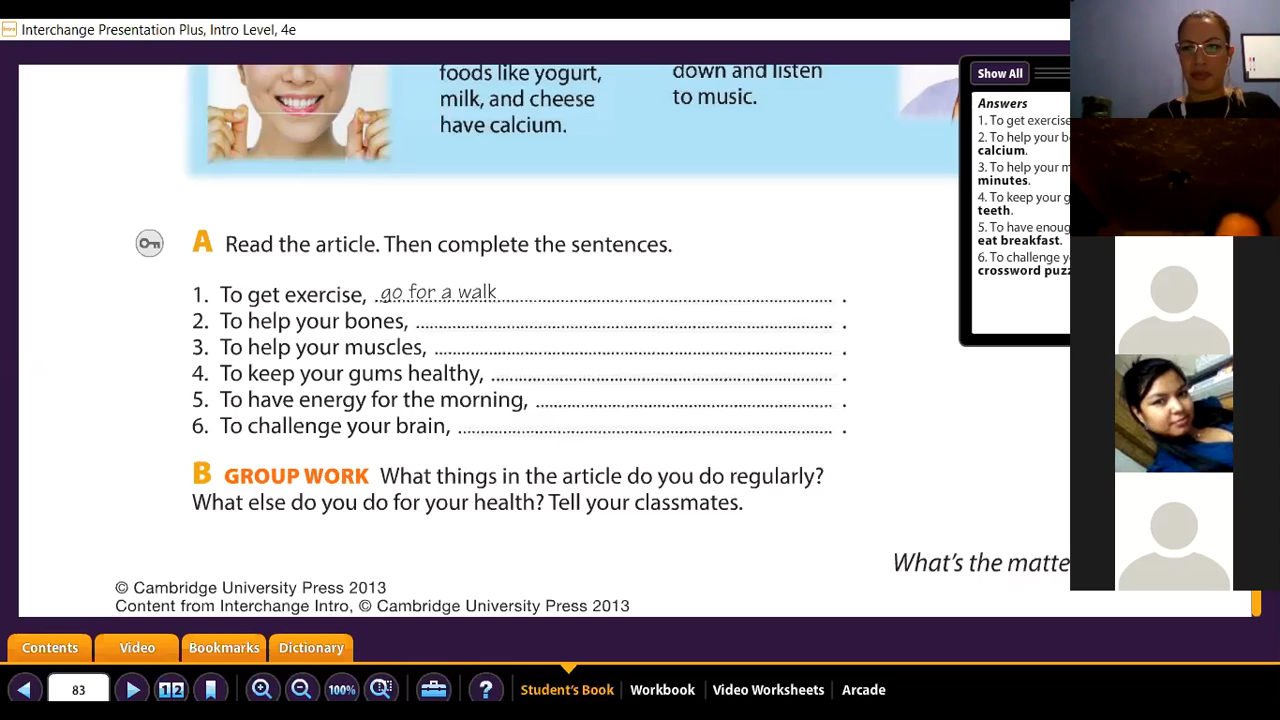 Interchange Presentation Plus, Intro Level, 4e
foods like yogurt,
milk, and cheese
have calcium.
down and listen
to music.
Show All
Answers
1. To get exercise
2. To help your b
calcium.
3. To help your m
minutes.
4. To keep your g
teeth.
5. To have enoug
eat breakfast.
6. To challenge y
crossword puzz
A Read the article. Then complete the sentences.
1. To get exercise, go for a walk .
2. To help your bones, .
3. To help your muscles, .
4. To keep your gums healthy, .
5. To have energy for the morning, .
6. To challenge your brain, .
B GROUP WORK What things in the article do you do regularly?
What else do you do for your health? Tell your classmates.
What's the matte
© Cambridge University Press 2013
Content from Interchange Intro, © Cambridge University Press 2013
Contents Video Bookmarks Dictionary
83 1 2 100% ? Student's Book Workbook Video Worksheets Arcade